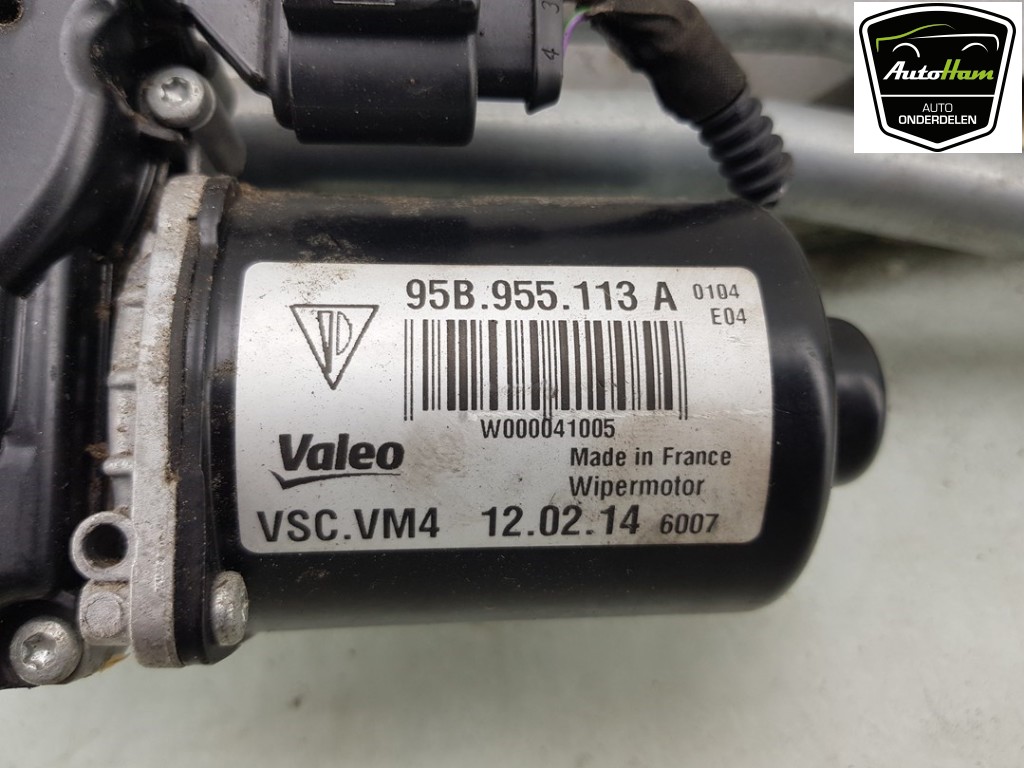 AutoHam
AUTO
ONDERDELEN
3
4
95B.955.113 A
0104
E04
W000041005
Valeo
Made in France
Wipermotor
VSC.VM4 12.02.14 6007